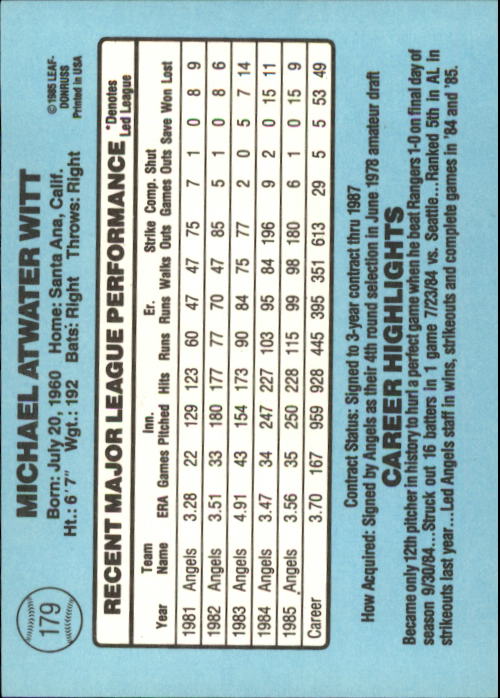 179
MICHAEL ATWATER WITT
Born: July 20, 1960 Home: Santa Ana, Calif.
Ht.: 6'7" Wgt.: 192 Bats: Right Throws: Right
©1985 LEAF-
DONRUSS
Printed in USA
RECENT MAJOR LEAGUE PERFORMANCE
*Denotes
Led League
Team Inn. Er. Strike Comp. Shut
Year Name ERA Games Pitched Hits Runs Runs Walks Outs Games Outs Save Won Lost
1981 Angels 3.28 22 129 123 60 47 47 75 7 1 0 8 9
1982 Angels 3.51 33 180 177 77 70 47 85 5 1 0 8 6
1983 Angels 4.91 43 154 173 90 84 75 77 2 0 5 7 14
1984 Angels 3.47 34 247 227 103 95 84 196 9 2 0 15 11
1985 Angels 3.56 35 250 228 115 99 98 180 6 1 0 15 9
Career 3.70 167 959 928 445 395 351 613 29 5 5 53 49
Contract Status: Signed to 3-year contract thru 1987
How Acquired: Signed by Angels as their 4th round selection in June 1978 amateur draft
CAREER HIGHLIGHTS
Became only 12th pitcher in history to hurl a perfect game when he beat Rangers 1-0 on final day of
season 9/30/84...Struck out 16 batters in 1 game 7/23/84 vs. Seattle...Ranked 5th in AL in
strikeouts last year...Led Angels staff in wins, strikeouts and complete games in '84 and '85.